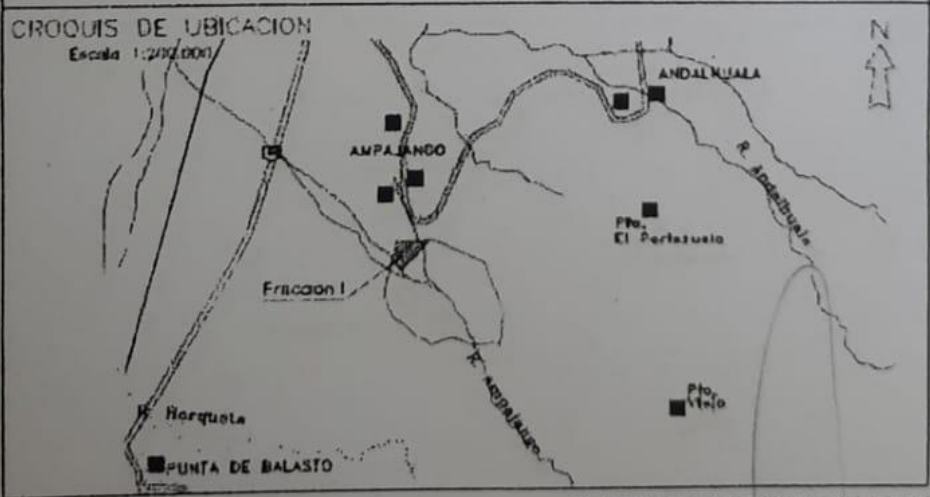 CROQUIS DE UBICACION
Escala 1:200.000
N
ANDALHUALA
AMPAJANGO
R. Andalhuala
Pto.
El Portezuelo
Fraccion I
R. Ampajango
Pto.
Viejo
Horqueta
PUNTA DE BALASTO